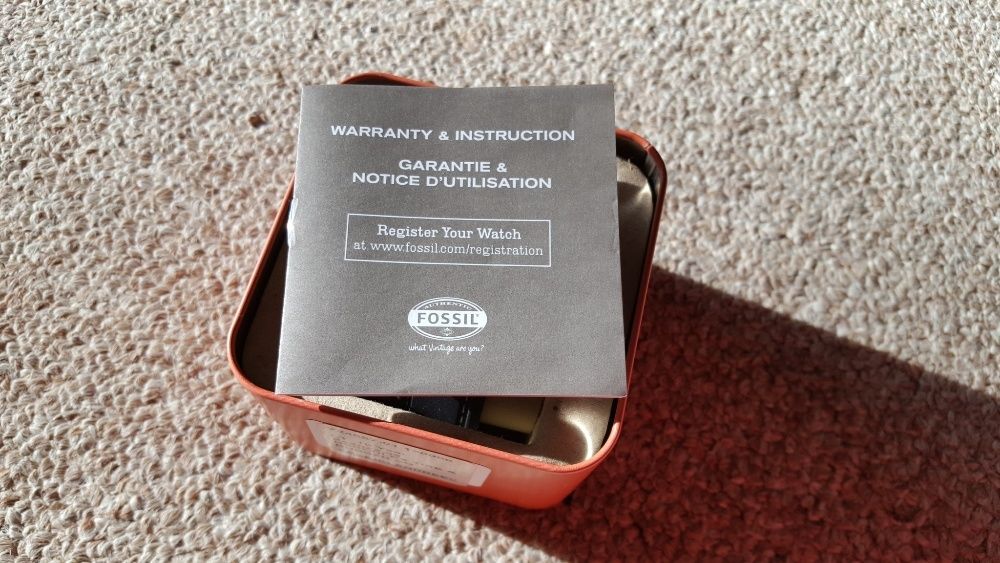 WARRANTY & INSTRUCTION
GARANTIE &
NOTICE D'UTILISATION
Register Your Watch
at www.fossil.com/registration
AUTHENTIC
FOSSIL
what Vintage are you?